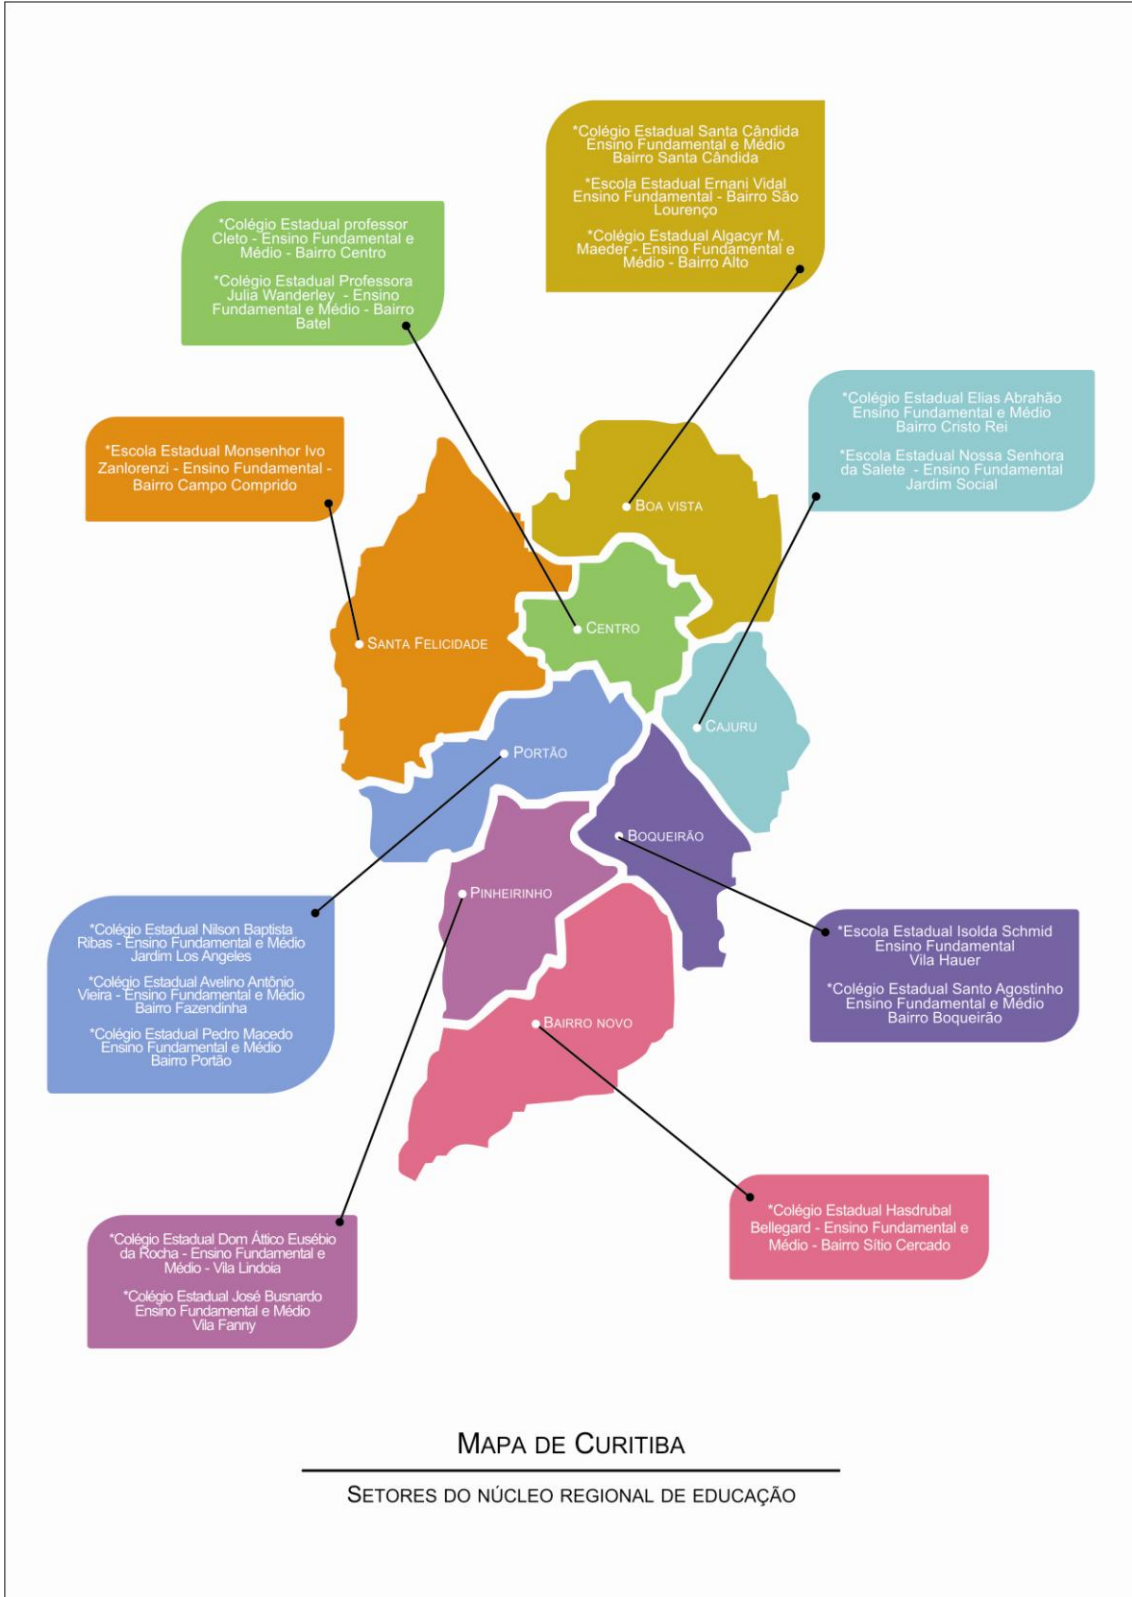 *Colégio Estadual Santa Cândida
Ensino Fundamental e Médio
Bairro Santa Cândida
*Escola Estadual Ernani Vidal
Ensino Fundamental - Bairro São
Lourenço
*Colégio Estadual Algacyr M.
Maeder - Ensino Fundamental e
Médio - Bairro Alto
*Colégio Estadual professor
Cleto - Ensino Fundamental e
Médio - Bairro Centro
*Colégio Estadual Professora
Julia Wanderley - Ensino
Fundamental e Médio - Bairro
Batel
*Colégio Estadual Elias Abrahão
Ensino Fundamental e Médio
Bairro Cristo Rei
*Escola Estadual Nossa Senhora
da Salete - Ensino Fundamental
Jardim Social
*Escola Estadual Monsenhor Ivo
Zanlorenzi - Ensino Fundamental -
Bairro Campo Comprido
BOA VISTA
CENTRO
SANTA FELICIDADE
CAJURU
PORTÃO
BOQUEIRÃO
PINHEIRINHO
BAIRRO NOVO
*Colégio Estadual Nilson Baptista
Ribas - Ensino Fundamental e Médio
Jardim Los Angeles
*Colégio Estadual Avelino Antônio
Vieira - Ensino Fundamental e Médio
Bairro Fazendinha
*Colégio Estadual Pedro Macedo
Ensino Fundamental e Médio
Bairro Portão
*Escola Estadual Isolda Schmid
Ensino Fundamental
Vila Hauer
*Colégio Estadual Santo Agostinho
Ensino Fundamental e Médio
Bairro Boqueirão
*Colégio Estadual Hasdrubal
Bellegard - Ensino Fundamental e
Médio - Bairro Sítio Cercado
*Colégio Estadual Dom Áttico Eusébio
da Rocha - Ensino Fundamental e
Médio - Vila Lindoia
*Colégio Estadual José Busnardo
Ensino Fundamental e Médio
Vila Fanny
MAPA DE CURITIBA
SETORES DO NÚCLEO REGIONAL DE EDUCAÇÃO